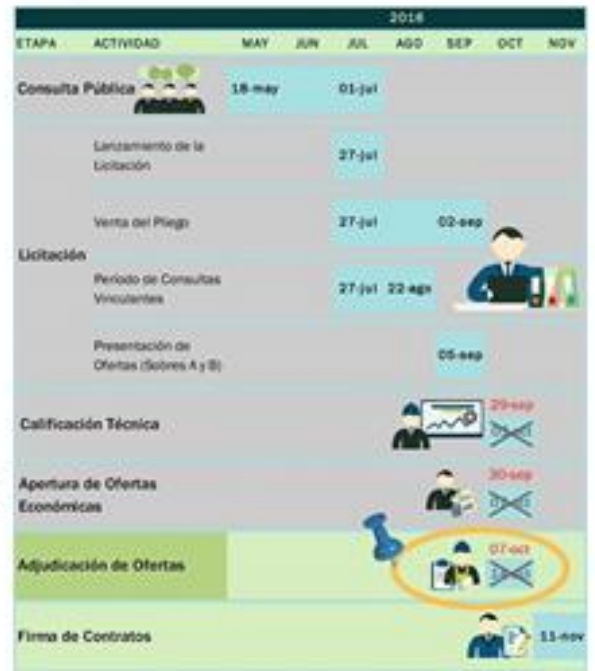 2016
ETAPA ACTIVIDAD MAY JUN JUL AGO SEP OCT NOV
Consulta Pública 18-may 01-jul
Lanzamiento de la
Licitación
27-jul
Venta del Pliego 27-jul 02-sep
Licitación
Período de Consultas
Vinculantes
27-jul 22-ago
Presentación de
Ofertas (Sobres A y B)
05-sep
Calificación Técnica 29-sep
Apertura de Ofertas
Económicas
30-sep
Adjudicación de Ofertas 07-oct
Firma de Contratos 11-nov